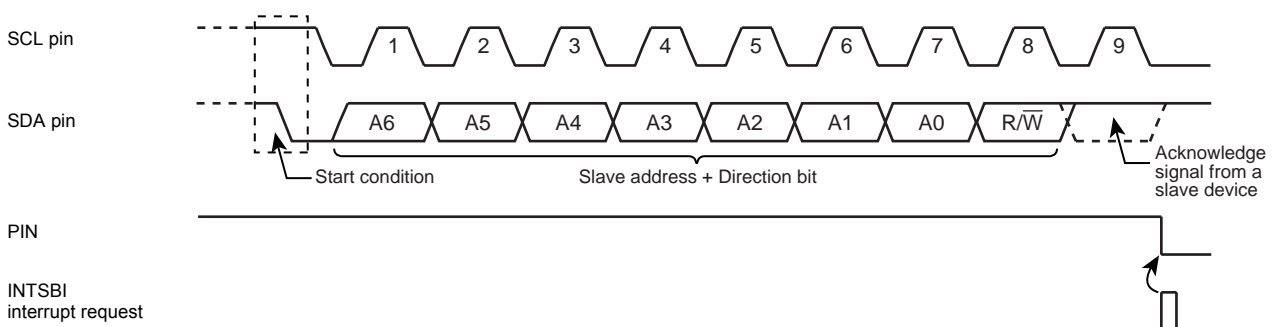 SCL pin
1 2 3 4 5 6 7 8 9
SDA pin
A6 A5 A4 A3 A2 A1 A0 R/W̅
Start condition
Slave address + Direction bit
Acknowledge
signal from a
slave device
PIN
INTSBI
interrupt request